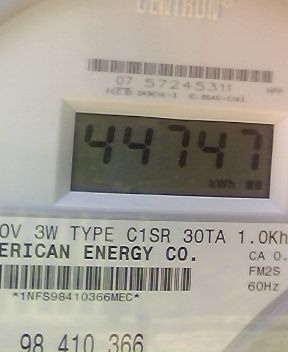 CENTRON®
07 57245311
44747
kWh
0V 3W TYPE C1SR 30TA 1.0Kh
ERICAN ENERGY CO.
CA 0.
FM2S
60Hz
*1NFS98410366MEC*
98 410 366